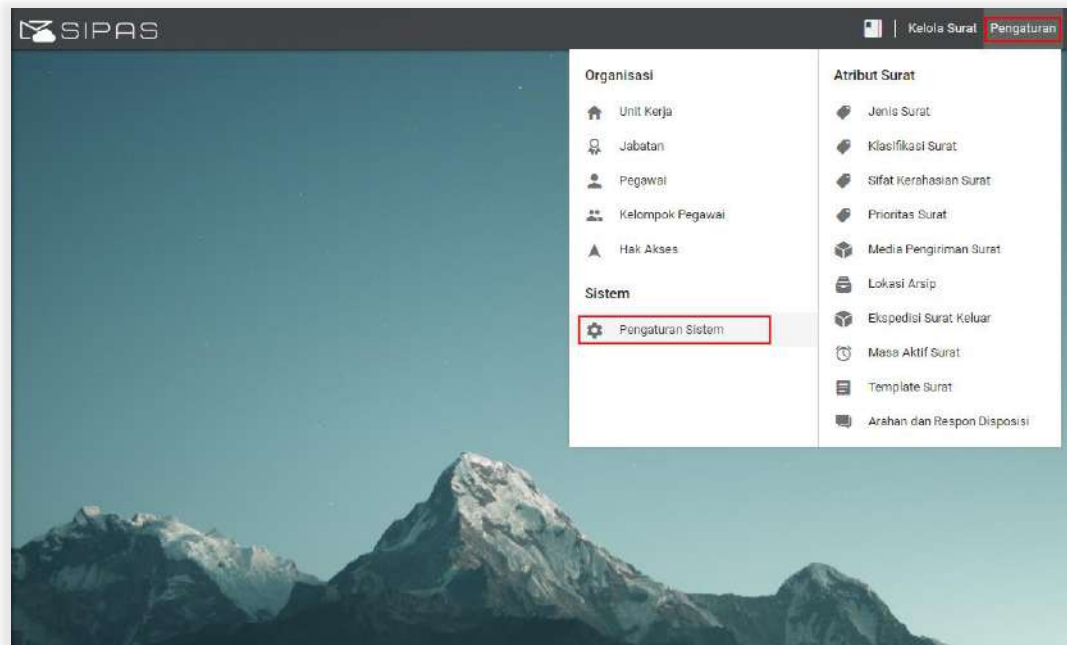 SIPAS
Kelola Surat
Pengaturan
Organisasi
Unit Kerja
Jabatan
Pegawai
Kelompok Pegawai
Hak Akses
Sistem
Pengaturan Sistem
Atribut Surat
Jenis Surat
Klasifikasi Surat
Sifat Kerahasian Surat
Prioritas Surat
Media Pengiriman Surat
Lokasi Arsip
Ekspedisi Surat Keluar
Masa Aktif Surat
Template Surat
Arahan dan Respon Disposisi